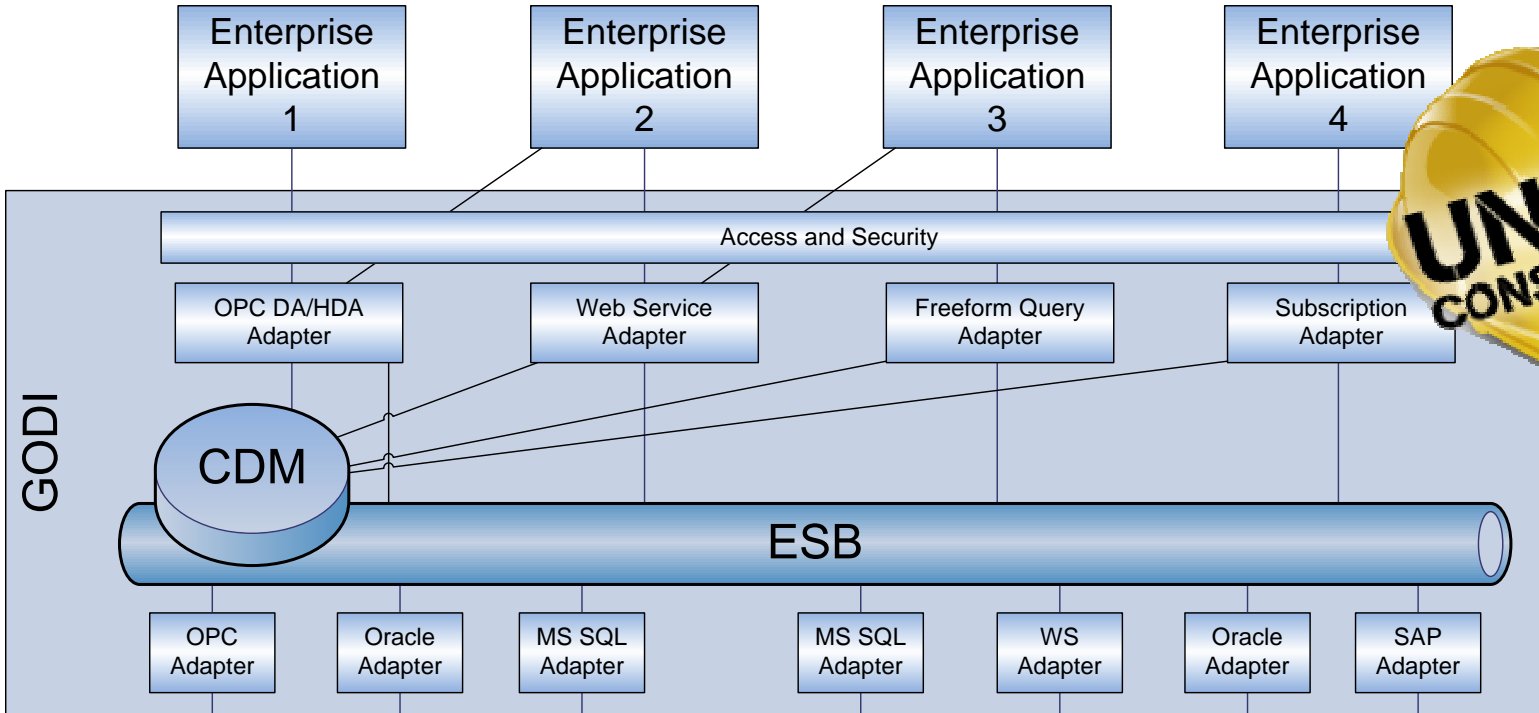 Enterprise
Application
1
Enterprise
Application
2
Enterprise
Application
3
Enterprise
Application
4
Access and Security
OPC DA/HDA
Adapter
Web Service
Adapter
Freeform Query
Adapter
Subscription
Adapter
GODI
CDM
ESB
OPC
Adapter
Oracle
Adapter
MS SQL
Adapter
MS SQL
Adapter
WS
Adapter
Oracle
Adapter
SAP
Adapter